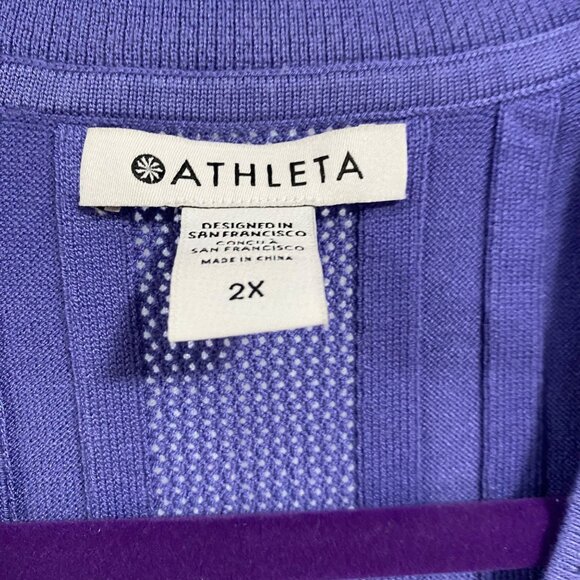 ATHLETA
DESIGNED IN
SAN FRANCISCO
CONÇU À
SAN FRANCISCO
MADE IN CHINA
2X